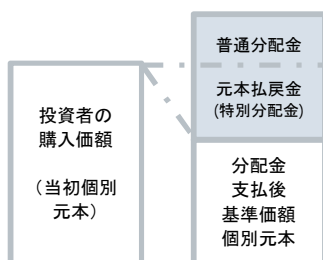 普通分配金
元本払戻金
(特別分配金)
投資者の
購入価額
（当初個別
元本）
分配金
支払後
基準価額
個別元本